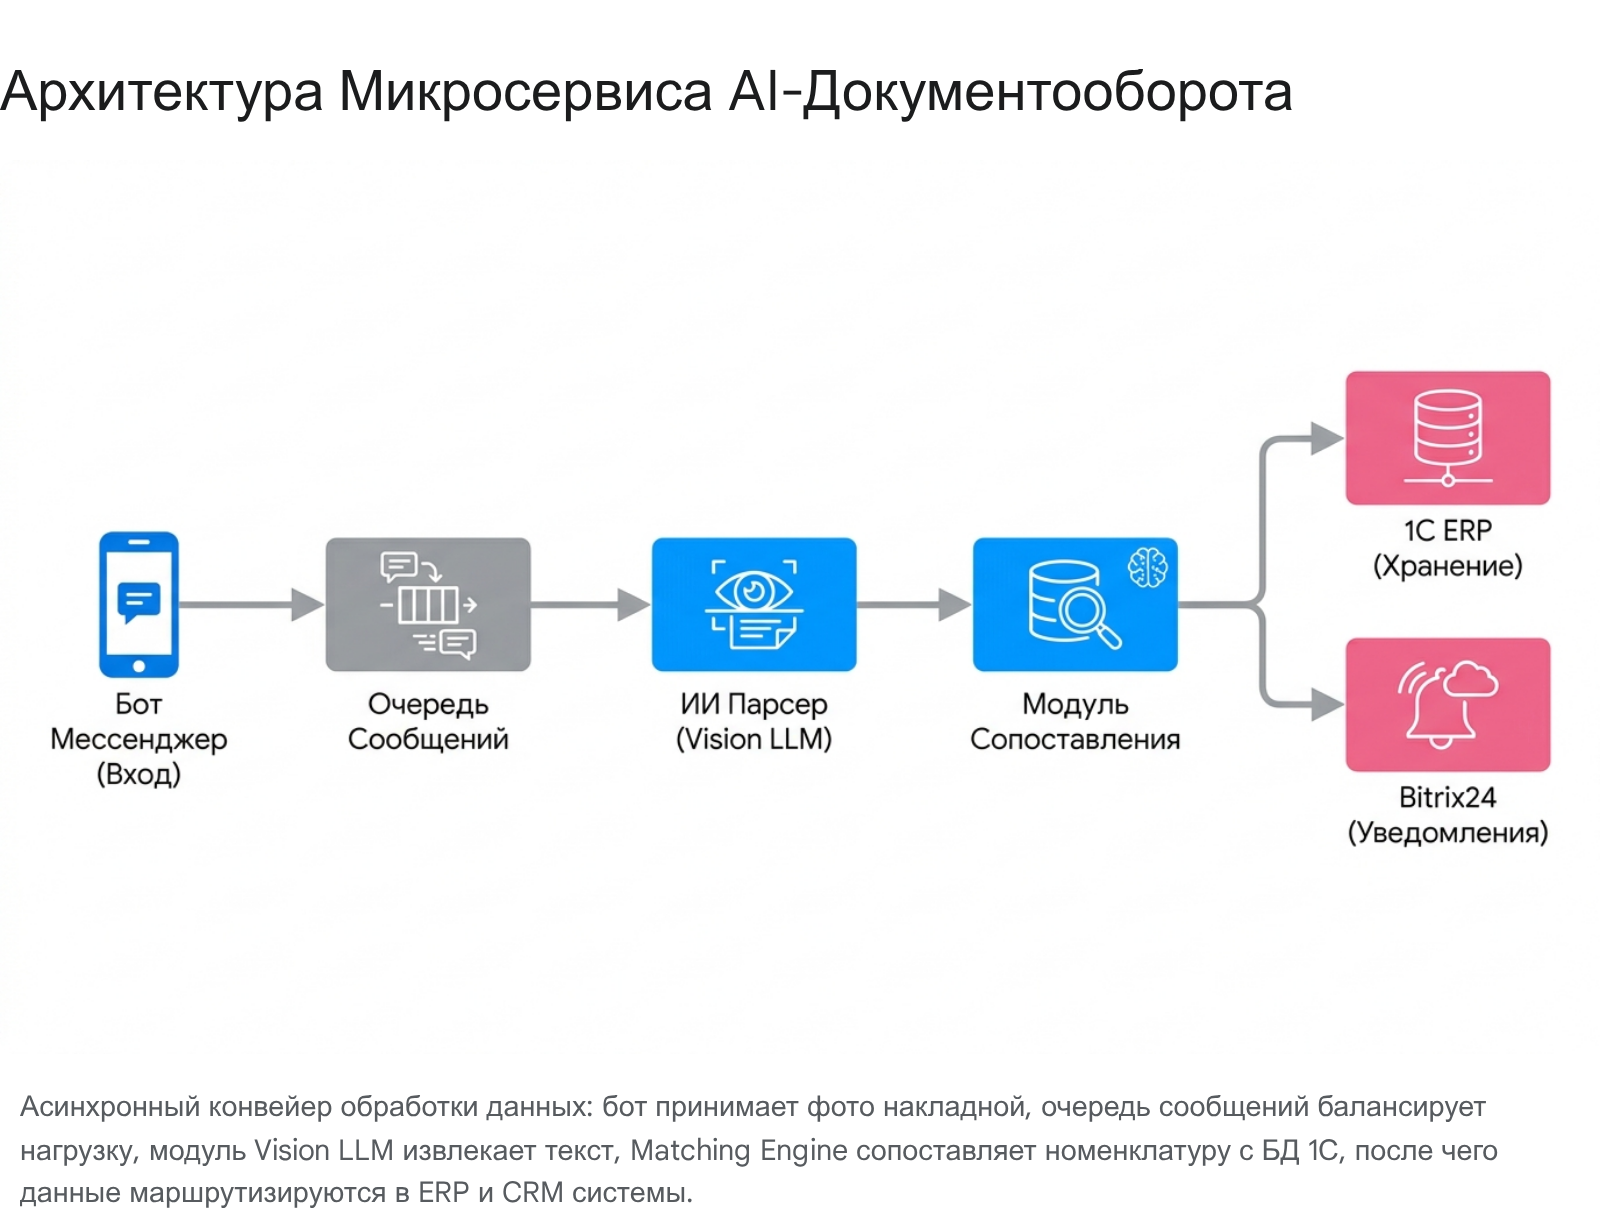 Архитектура Микросервиса AI-Документооборота
Бот
Мессенджер
(Вход)
Очередь
Сообщений
ИИ Парсер
(Vision LLM)
Модуль
Сопоставления
1С ERP
(Хранение)
Bitrix24
(Уведомления)
Асинхронный конвейер обработки данных: бот принимает фото накладной, очередь сообщений балансирует
нагрузку, модуль Vision LLM извлекает текст, Matching Engine сопоставляет номенклатуру с БД 1С, после чего
данные маршрутизируются в ERP и CRM системы.